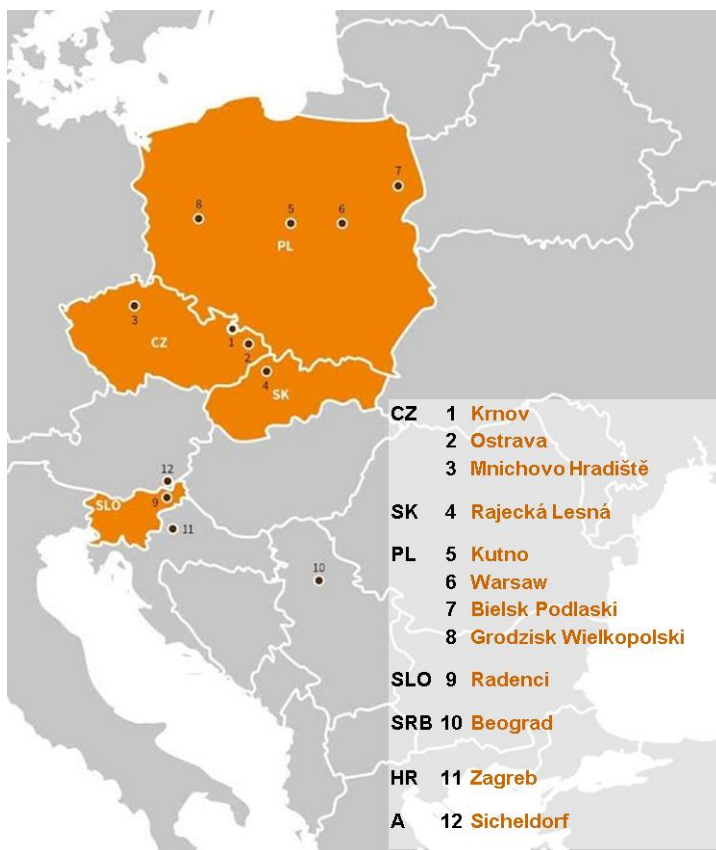 7
8
5
6
PL
3
1
CZ
2
4
SK
12
SLO
9
11
10
CZ 1 Krnov
2 Ostrava
3 Mnichovo Hradiště
SK 4 Rajecká Lesná
PL 5 Kutno
6 Warsaw
7 Bielsk Podlaski
8 Grodzisk Wielkopolski
SLO 9 Radenci
SRB 10 Beograd
HR 11 Zagreb
A 12 Sicheldorf